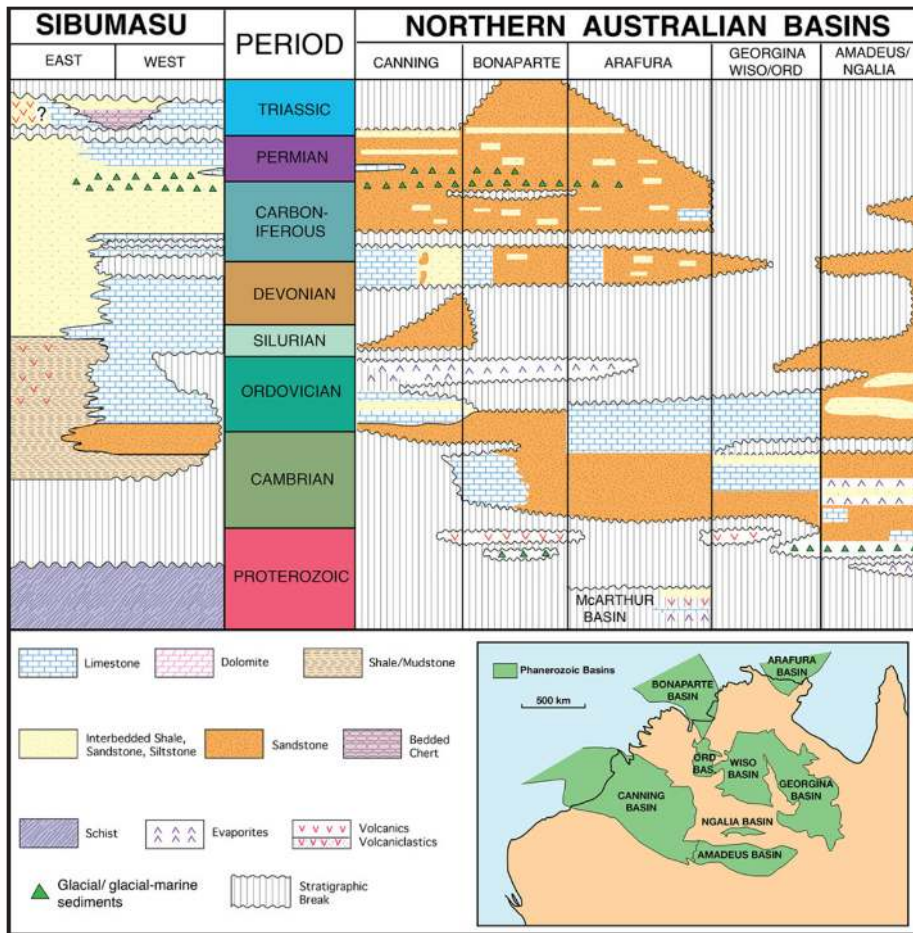 SIBUMASU
PERIOD
NORTHERN AUSTRALIAN BASINS
EAST
WEST
CANNING
BONAPARTE
ARAFURA
GEORGINA
WISO/ORD
AMADEUS/
NGALIA
?
TRIASSIC
PERMIAN
CARBON-
IFEROUS
DEVONIAN
SILURIAN
ORDOVICIAN
CAMBRIAN
PROTEROZOIC
McARTHUR
BASIN
Limestone
Dolomite
Shale/Mudstone
Interbedded Shale,
Sandstone, Siltstone
Sandstone
Bedded
Chert
Schist
Evaporites
Volcanics
Volcaniclastics
Glacial/ glacial-marine
sediments
Stratigraphic
Break
Phanerozoic Basins
500 km
ARAFURA
BASIN
BONAPARTE
BASIN
ORD
BAS.
WISO
BASIN
GEORGINA
BASIN
CANNING
BASIN
NGALIA BASIN
AMADEUS BASIN